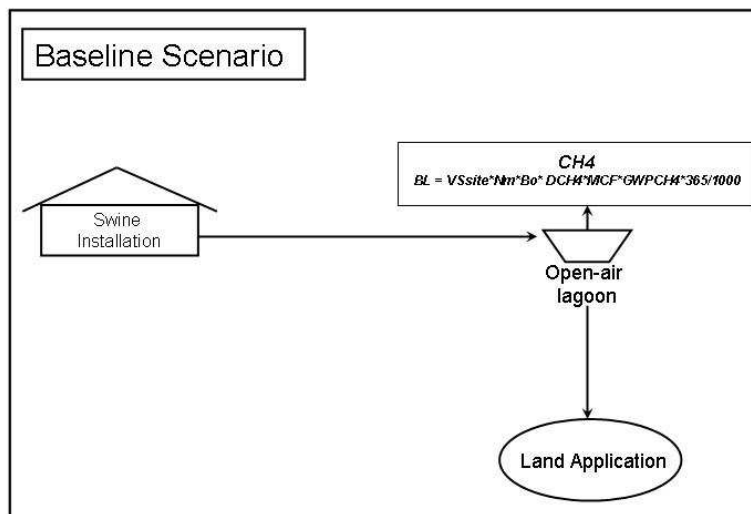 Baseline Scenario
CH4
BL = VSsite*Nm*Bo* DCH4*MCF*GWPCH4*365/1000
Swine
Installation
Open-air
lagoon
Land Application